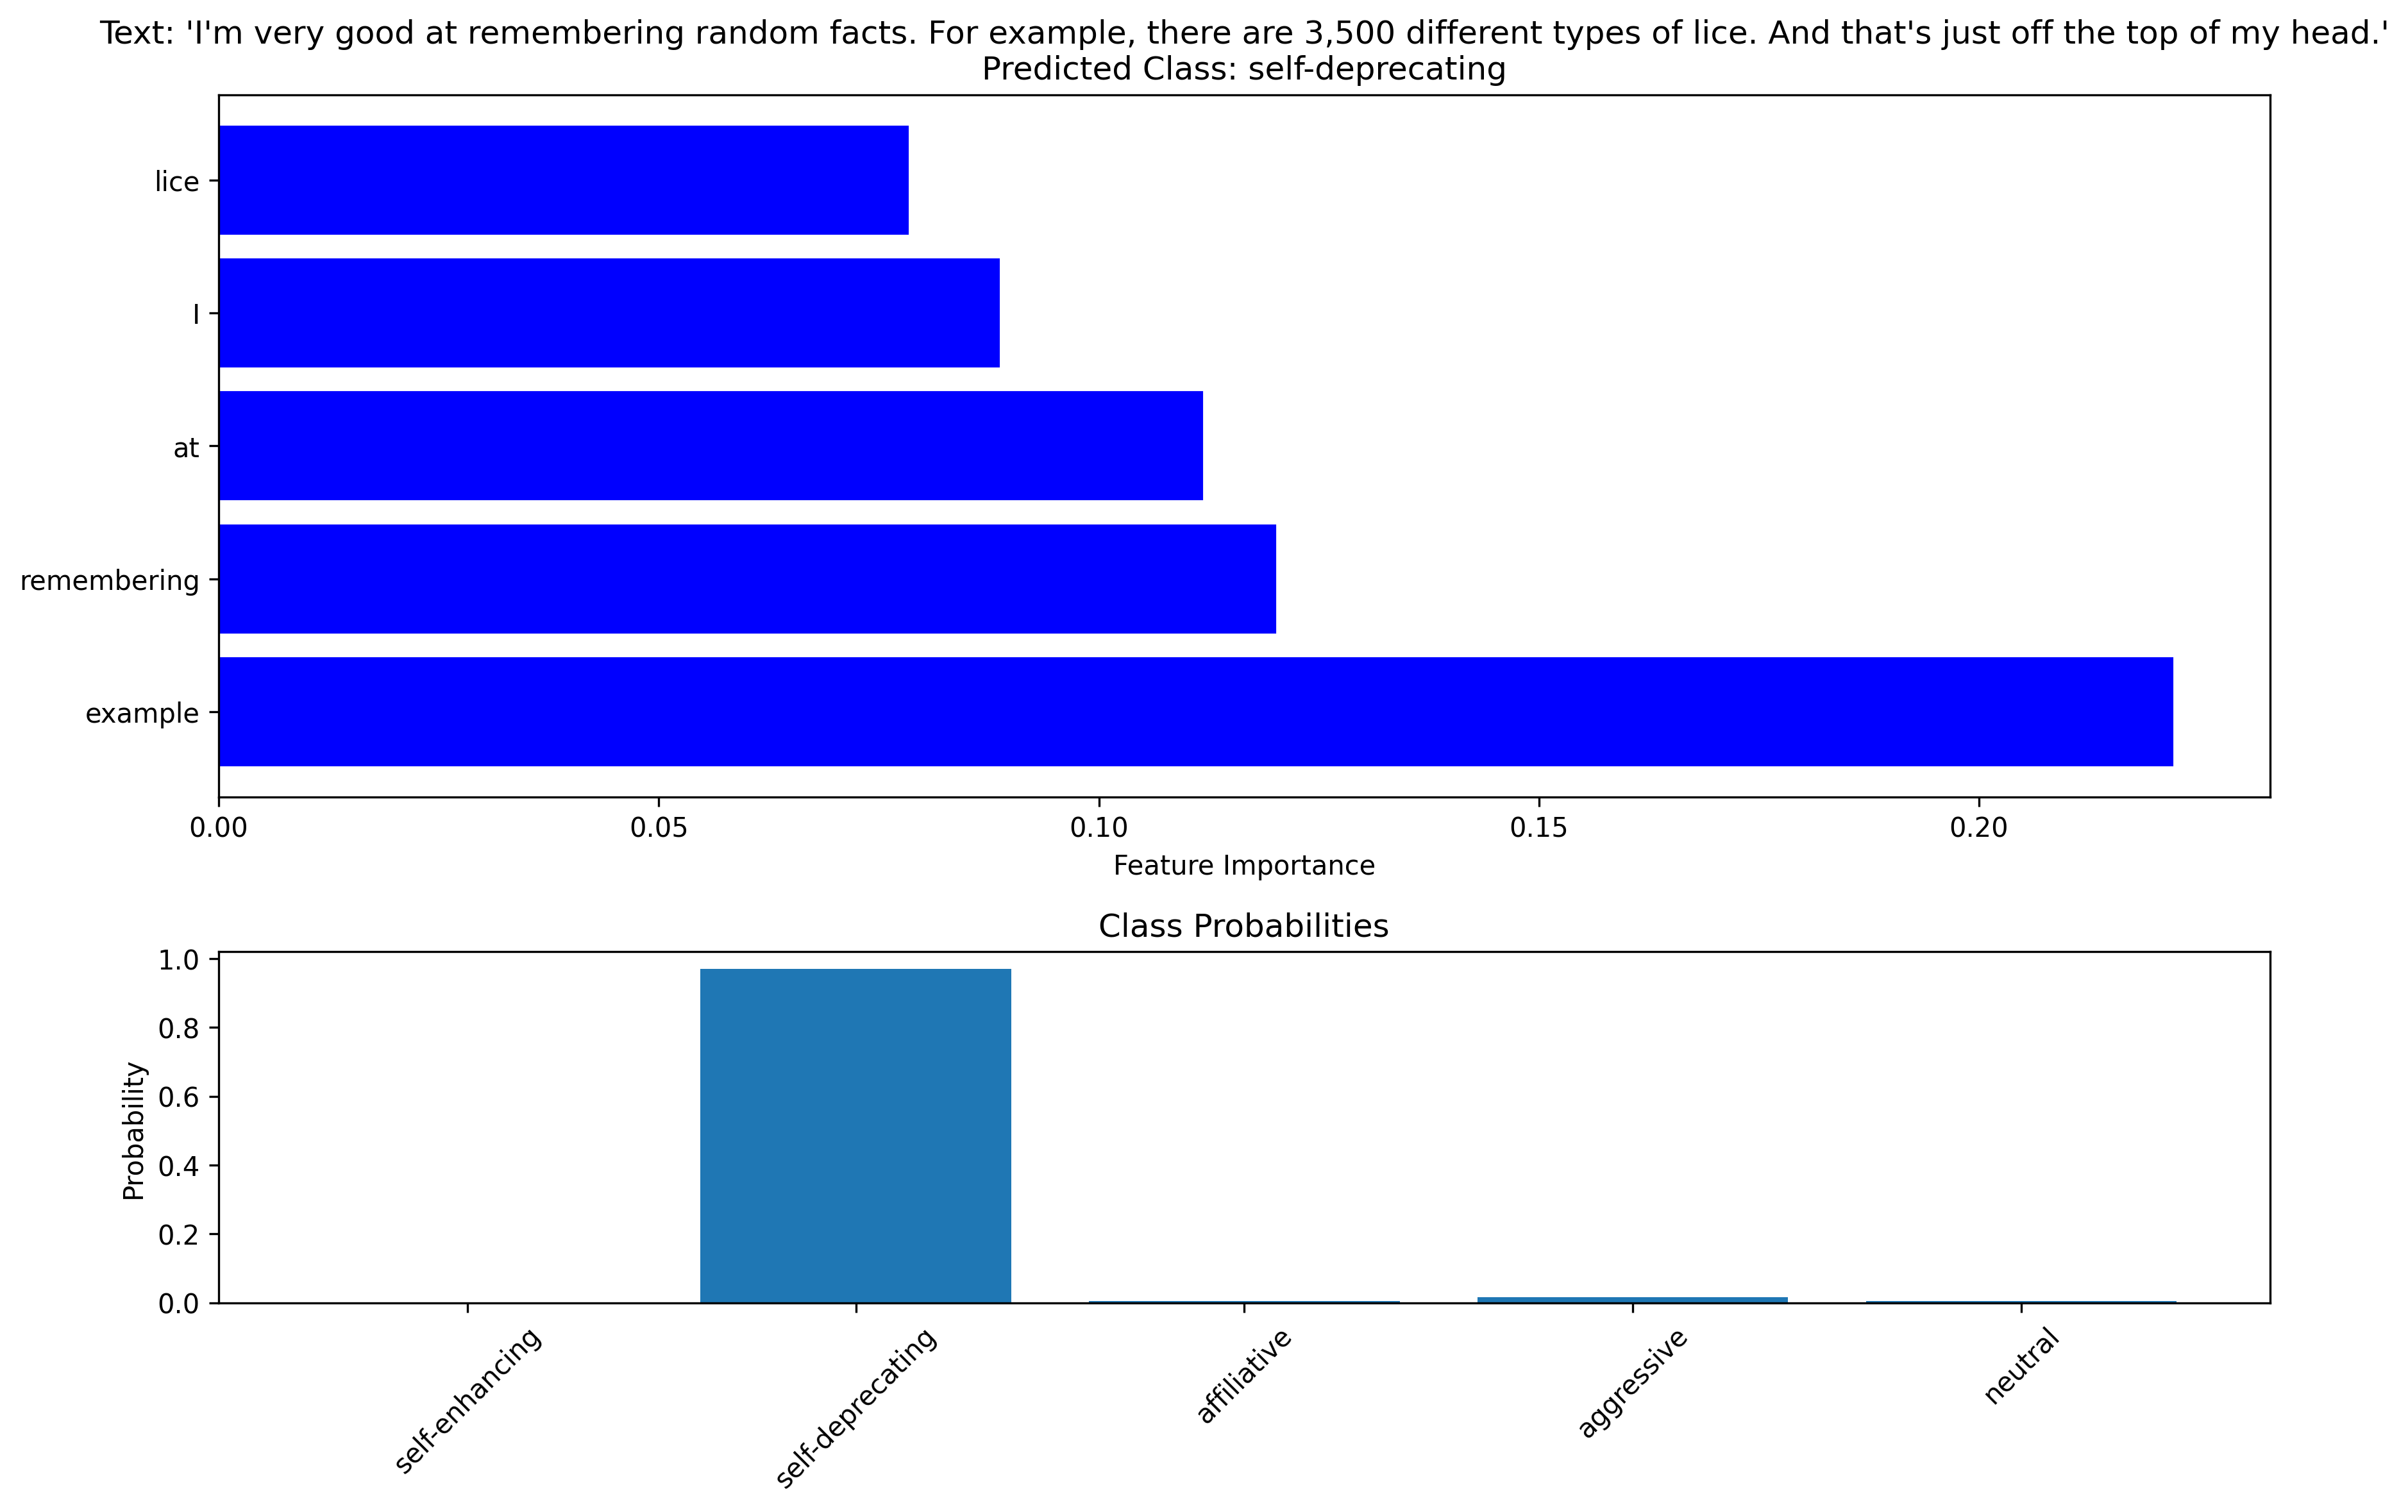 Text: 'I'm very good at remembering random facts. For example, there are 3,500 different types of lice. And that's just off the top of my head.'
Predicted Class: self-deprecating
lice
I
at
remembering
example
0.00 0.05 0.10 0.15 0.20
Feature Importance
Class Probabilities
1.0
0.8
0.6
0.4
0.2
0.0
Probability
self-enhancing self-deprecating affiliative aggressive neutral